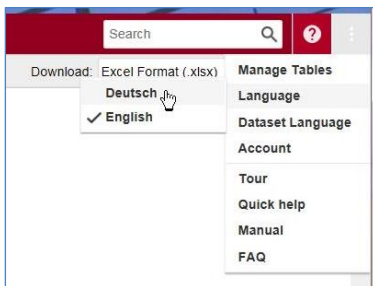 Search
?
Download: Excel Format (.xlsx)
Manage Tables
Deutsch
Language
English
Dataset Language
Account
Tour
Quick help
Manual
FAQ